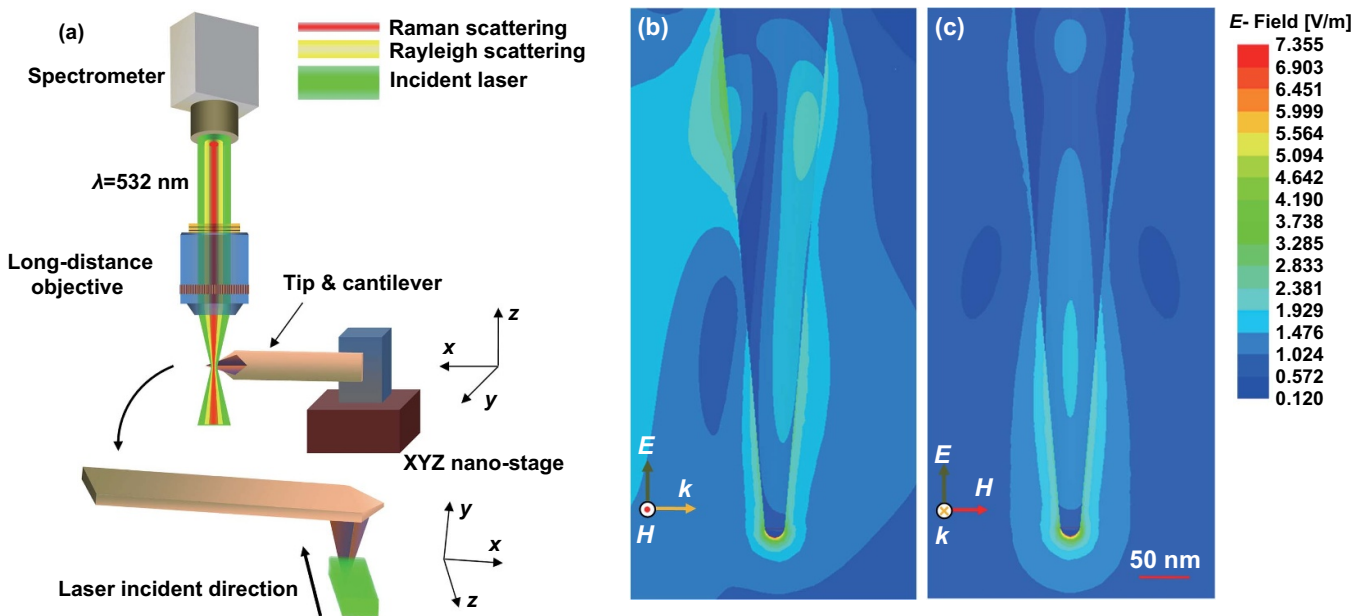 (a)
Raman scattering
Rayleigh scattering
Incident laser
Spectrometer
λ=532 nm
Long-distance
objective
Tip & cantilever
z
x
y
XYZ nano-stage
y
x
z
Laser incident direction
(b)
E
k
H
(c)
E
H
k
50 nm
E- Field [V/m]
7.355
6.903
6.451
5.999
5.564
5.094
4.642
4.190
3.738
3.285
2.833
2.381
1.929
1.476
1.024
0.572
0.120